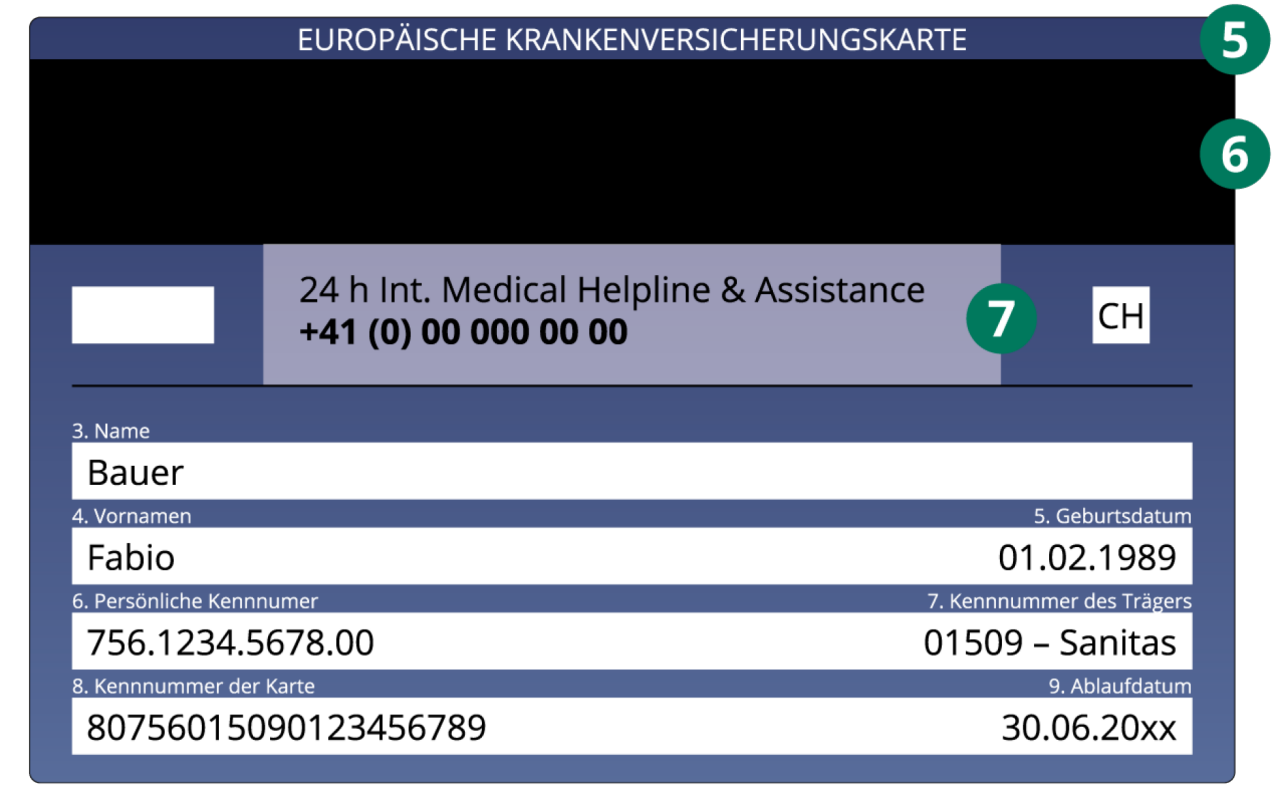 EUROPÄISCHE KRANKENVERSICHERUNGSKARTE 5
6
24 h Int. Medical Helpline & Assistance
+41 (0) 00 000 00 00
7
CH
3. Name
Bauer
4. Vornamen 5. Geburtsdatum
Fabio 01.02.1989
6. Persönliche Kennnumer 7. Kennnummer des Trägers
756.1234.5678.00 01509 – Sanitas
8. Kennnummer der Karte 9. Ablaufdatum
80756015090123456789 30.06.20xx